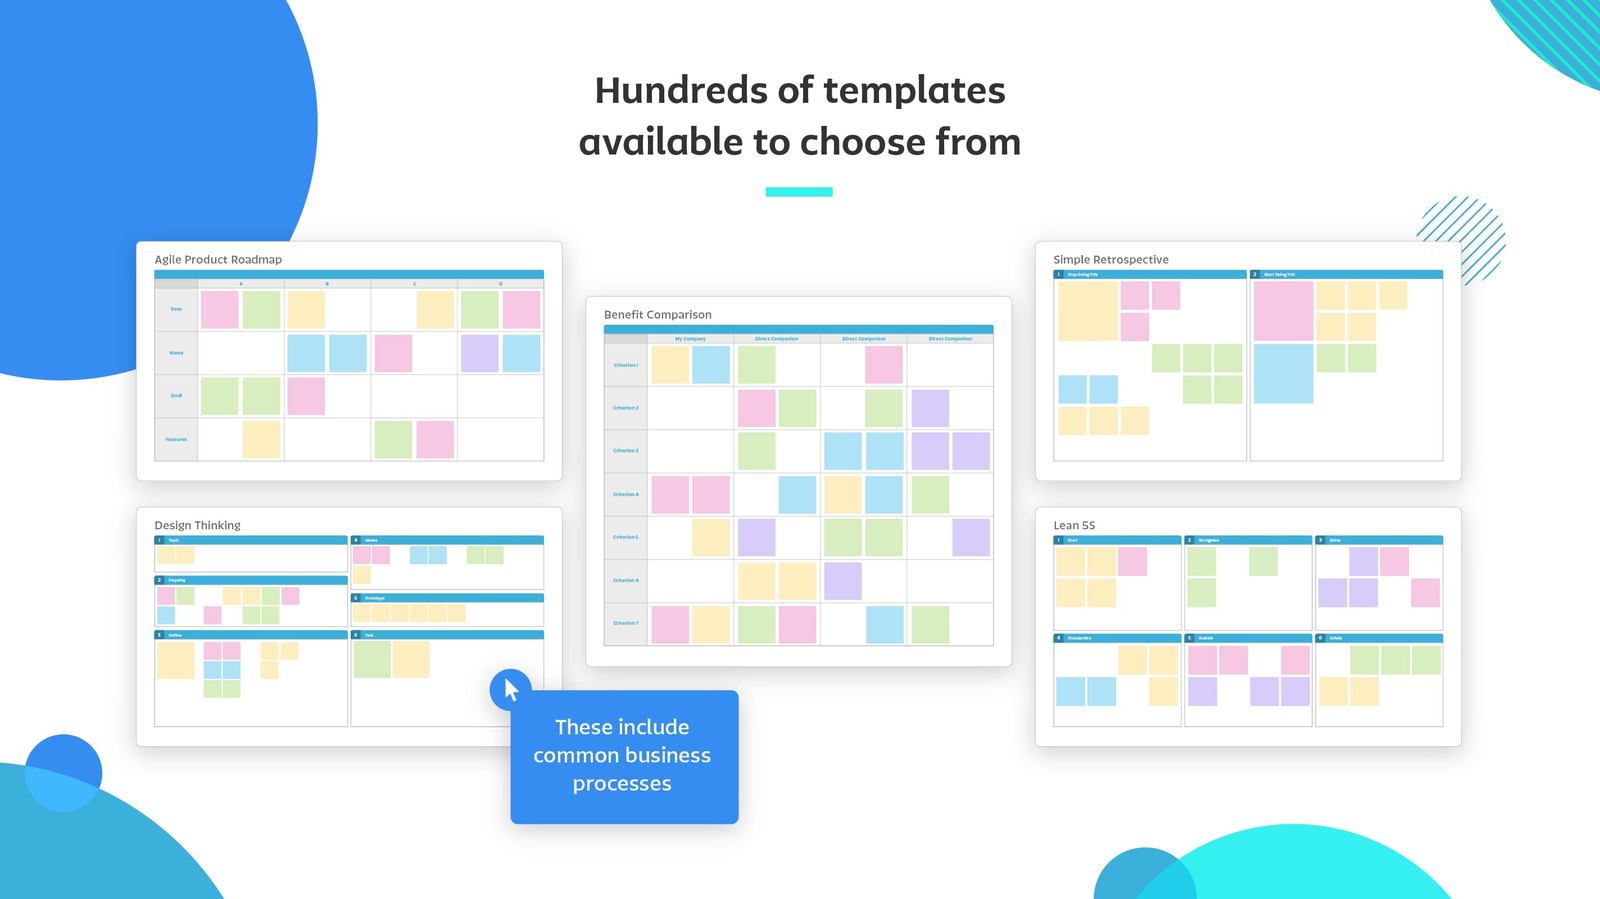 Hundreds of templates
available to choose from
Agile Product Roadmap
A B C D
Date
Name
Goal
Features
Benefit Comparison
My Company Direct Competitor Direct Competitor Direct Competitor
Criterion 1
Criterion 2
Criterion 3
Criterion 4
Criterion 5
Criterion 6
Criterion 7
Simple Retrospective
1 Stop Doing This
2 Start Doing This
Design Thinking
1 Topic
2 Empathy
3 Define
4 Ideate
5 Prototype
6 Test
Lean 5S
1 Sort
2 Straighten
3 Shine
4 Standardize
5 Sustain
6 Safety
These include
common business
processes